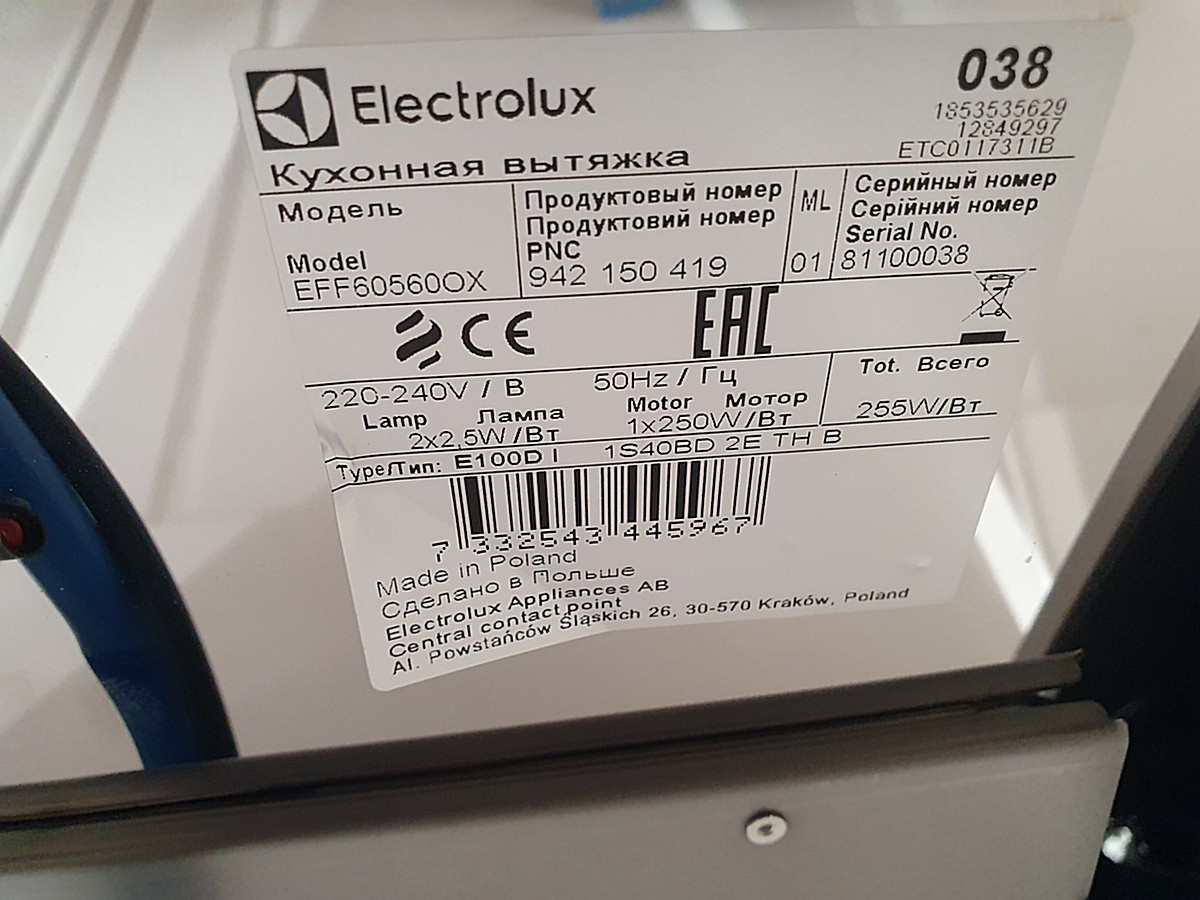 Electrolux
038
1853535629
12849297
ETC0117311B
Кухонная вытяжка
Модель
Model
EFF60560OX
Продуктовый номер
Продуктовий номер
PNC
942 150 419
ML
01
Серийный номер
Серійний номер
Serial No.
81100038
CE
EAC
220-240V / В
50Hz / Гц
Lamp Лампа
2x2,5W/Вт
Motor Мотор
1x250W/Вт
Tot. Всего
255W/Вт
Type/Тип: E100D I 1S40BD 2E TH B
7 332543 445967
Made in Poland
Сделано в Польше
Electrolux Appliances AB
Central contact point
Al. Powstańców Śląskich 26, 30-570 Kraków, Poland